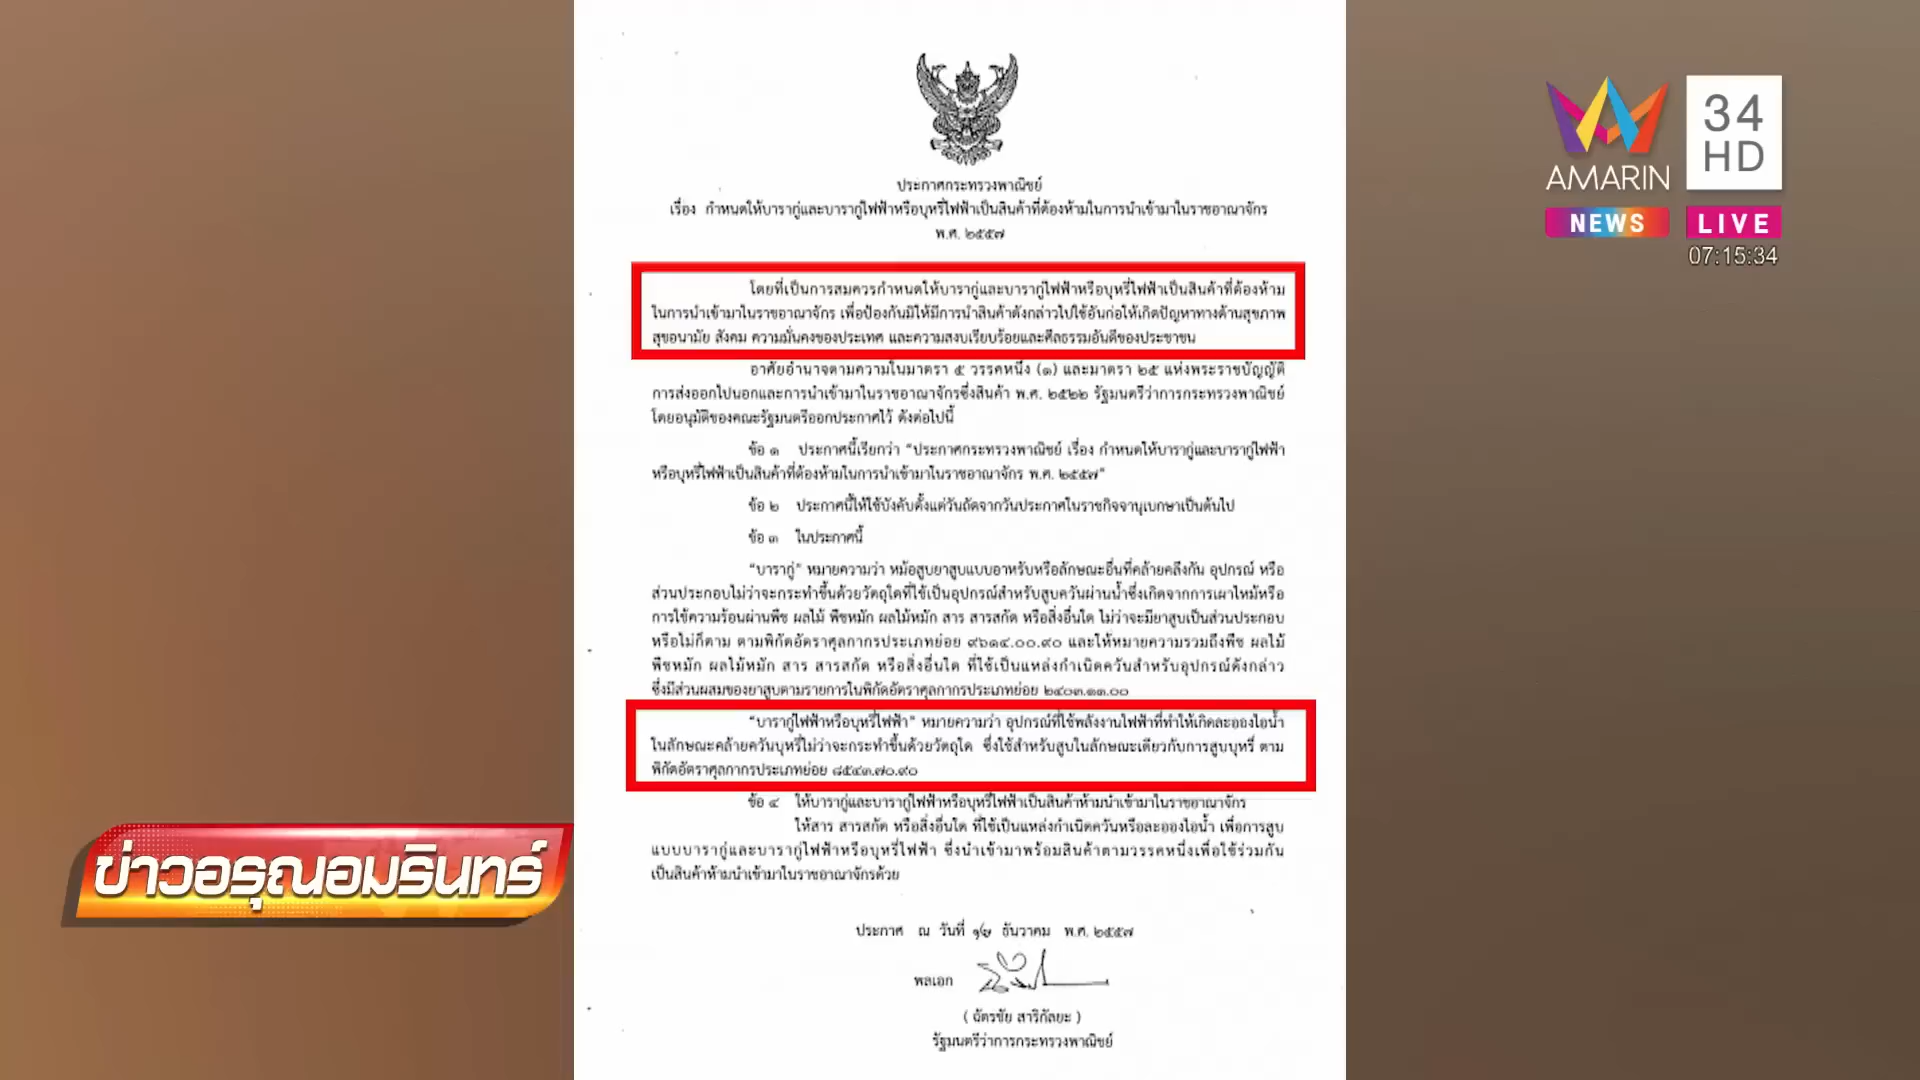 ประกาศกระทรวงพาณิชย์
เรื่อง กำหนดให้บารากู่และบารากู่ไฟฟ้าหรือบุหรี่ไฟฟ้าเป็นสินค้าที่ต้องห้ามในการนำเข้ามาในราชอาณาจักร
พ.ศ. ๒๕๕๗
โดยที่เป็นการสมควรกำหนดให้บารากู่และบารากู่ไฟฟ้าหรือบุหรี่ไฟฟ้าเป็นสินค้าที่ต้องห้าม
ในการนำเข้ามาในราชอาณาจักร เพื่อป้องกันมิให้มีการนำสินค้าดังกล่าวไปใช้อันก่อให้เกิดปัญหาทางด้านสุขภาพ
สุขอนามัย สังคม ความมั่นคงของประเทศ และความสงบเรียบร้อยและศีลธรรมอันดีของประชาชน
อาศัยอำนาจตามความในมาตรา ๕ วรรคหนึ่ง (๑) และมาตรา ๒๕ แห่งพระราชบัญญัติ
การส่งออกไปนอกและการนำเข้ามาในราชอาณาจักรซึ่งสินค้า พ.ศ. ๒๕๒๒ รัฐมนตรีว่าการกระทรวงพาณิชย์
โดยอนุมัติของคณะรัฐมนตรีออกประกาศไว้ ดังต่อไปนี้
ข้อ ๑ ประกาศนี้เรียกว่า "ประกาศกระทรวงพาณิชย์ เรื่อง กำหนดให้บารากู่และบารากู่ไฟฟ้า
หรือบุหรี่ไฟฟ้าเป็นสินค้าที่ต้องห้ามในการนำเข้ามาในราชอาณาจักร พ.ศ. ๒๕๕๗"
ข้อ ๒ ประกาศนี้ให้ใช้บังคับตั้งแต่วันถัดจากวันประกาศในราชกิจจานุเบกษาเป็นต้นไป
ข้อ ๓ ในประกาศนี้
"บารากู่" หมายความว่า หม้อสูบยาสูบแบบอาหรับหรือลักษณะอื่นที่คล้ายคลึงกัน อุปกรณ์ หรือ
ส่วนประกอบไม่ว่าจะกระทำขึ้นด้วยวัตถุใดที่ใช้เป็นอุปกรณ์สำหรับสูบควันผ่านน้ำซึ่งเกิดจากการเผาไหม้หรือ
การใช้ความร้อนผ่านพืช ผลไม้ พืชหมัก ผลไม้หมัก สาร สารสกัด หรือสิ่งอื่นใด ไม่ว่าจะมียาสูบเป็นส่วนประกอบ
หรือไม่ก็ตาม ตามพิกัดอัตราศุลกากรประเภทย่อย ๙๖๑๔.๐๐.๙๐ และให้หมายความรวมถึงพืช ผลไม้
พืชหมัก ผลไม้หมัก สาร สารสกัด หรือสิ่งอื่นใด ที่ใช้เป็นแหล่งกำเนิดควันสำหรับอุปกรณ์ดังกล่าว
ซึ่งมีส่วนผสมของยาสูบตามรายการในพิกัดอัตราศุลกากรประเภทย่อย ๒๔๐๓.๑๑.๐๐
"บารากู่ไฟฟ้าหรือบุหรี่ไฟฟ้า" หมายความว่า อุปกรณ์ที่ใช้พลังงานไฟฟ้าที่ทำให้เกิดละอองไอน้ำ
ในลักษณะคล้ายควันบุหรี่ไม่ว่าจะกระทำขึ้นด้วยวัตถุใด ซึ่งใช้สำหรับสูบในลักษณะเดียวกับการสูบบุหรี่ ตาม
พิกัดอัตราศุลกากรประเภทย่อย ๘๕๔๓.๗๐.๙๐
ข้อ ๔ ให้บารากู่และบารากู่ไฟฟ้าหรือบุหรี่ไฟฟ้าเป็นสินค้าห้ามนำเข้ามาในราชอาณาจักร
ให้สาร สารสกัด หรือสิ่งอื่นใด ที่ใช้เป็นแหล่งกำเนิดควันหรือละอองไอน้ำ เพื่อการสูบ
แบบบารากู่และบารากู่ไฟฟ้าหรือบุหรี่ไฟฟ้า ซึ่งนำเข้ามาพร้อมสินค้าตามวรรคหนึ่งเพื่อใช้ร่วมกัน
เป็นสินค้าห้ามนำเข้ามาในราชอาณาจักรด้วย
ประกาศ ณ วันที่ ๑๒ ธันวาคม พ.ศ. ๒๕๕๗
พลเอก
( ฉัตรชัย สาริกัลยะ )
รัฐมนตรีว่าการกระทรวงพาณิชย์
AMARIN
34
HD
NEWS
LIVE
07:15:34
ข่าวอรุณอมรินทร์